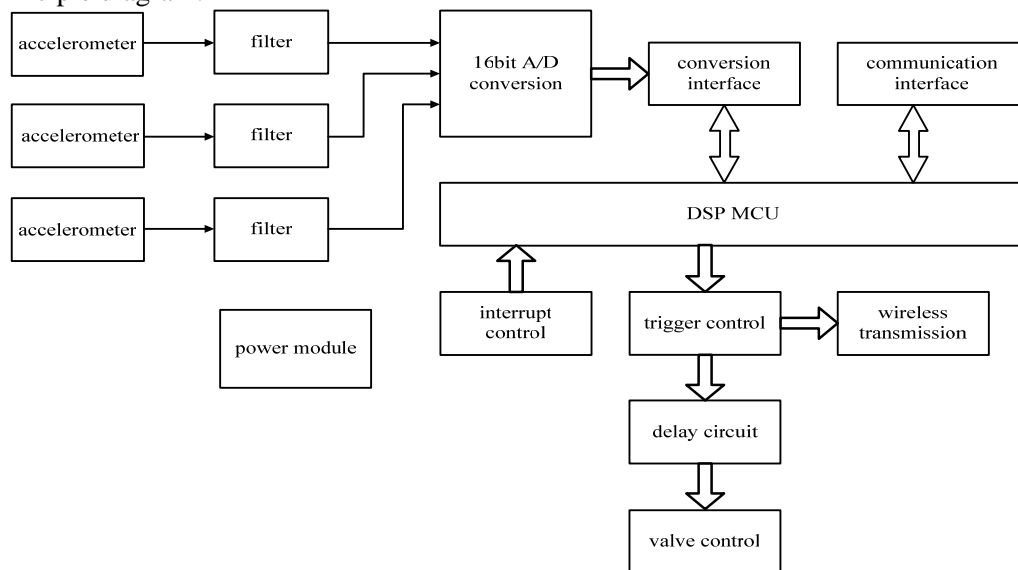 accelerometer
filter
16bit A/D
conversion
conversion
interface
communication
interface
accelerometer
filter
accelerometer
filter
DSP MCU
power module
interrupt
control
trigger control
wireless
transmission
delay circuit
valve control